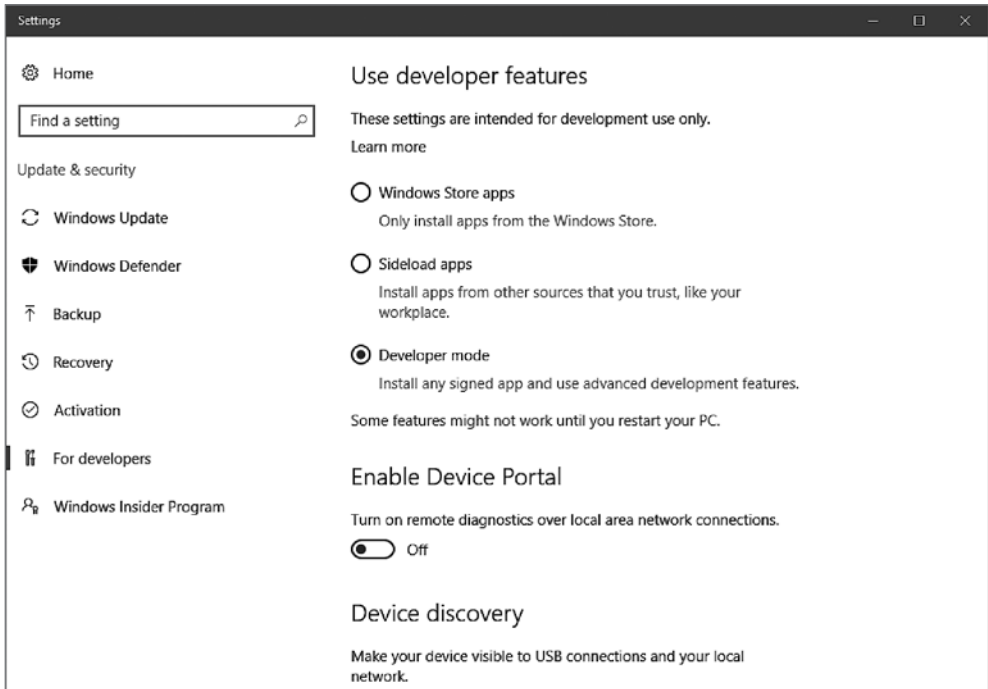 Settings
Home
Find a setting
Update & security
Windows Update
Windows Defender
Backup
Recovery
Activation
For developers
Windows Insider Program
Use developer features
These settings are intended for development use only.
Learn more
Windows Store apps
Only install apps from the Windows Store.
Sideload apps
Install apps from other sources that you trust, like your
workplace.
Developer mode
Install any signed app and use advanced development features.
Some features might not work until you restart your PC.
Enable Device Portal
Turn on remote diagnostics over local area network connections.
Off
Device discovery
Make your device visible to USB connections and your local
network.